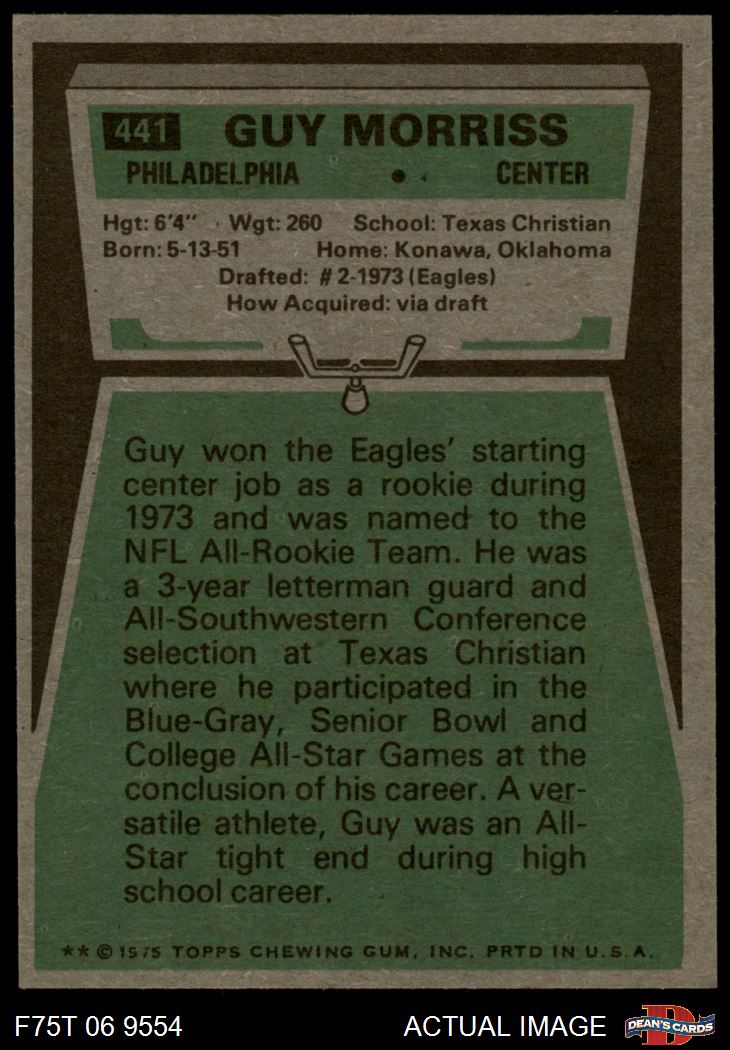 441 GUY MORRISS
PHILADELPHIA • CENTER
Hgt: 6'4" Wgt: 260 School: Texas Christian
Born: 5-13-51 Home: Konawa, Oklahoma
Drafted: #2-1973 (Eagles)
How Acquired: via draft
Guy won the Eagles' starting
center job as a rookie during
1973 and was named to the
NFL All-Rookie Team. He was
a 3-year letterman guard and
All-Southwestern Conference
selection at Texas Christian
where he participated in the
Blue-Gray, Senior Bowl and
College All-Star Games at the
conclusion of his career. A ver-
satile athlete, Guy was an All-
Star tight end during high
school career.
** © 1975 TOPPS CHEWING GUM, INC. PRTD IN U.S.A.
F75T 06 9554 ACTUAL IMAGE D DEAN'S CARDS